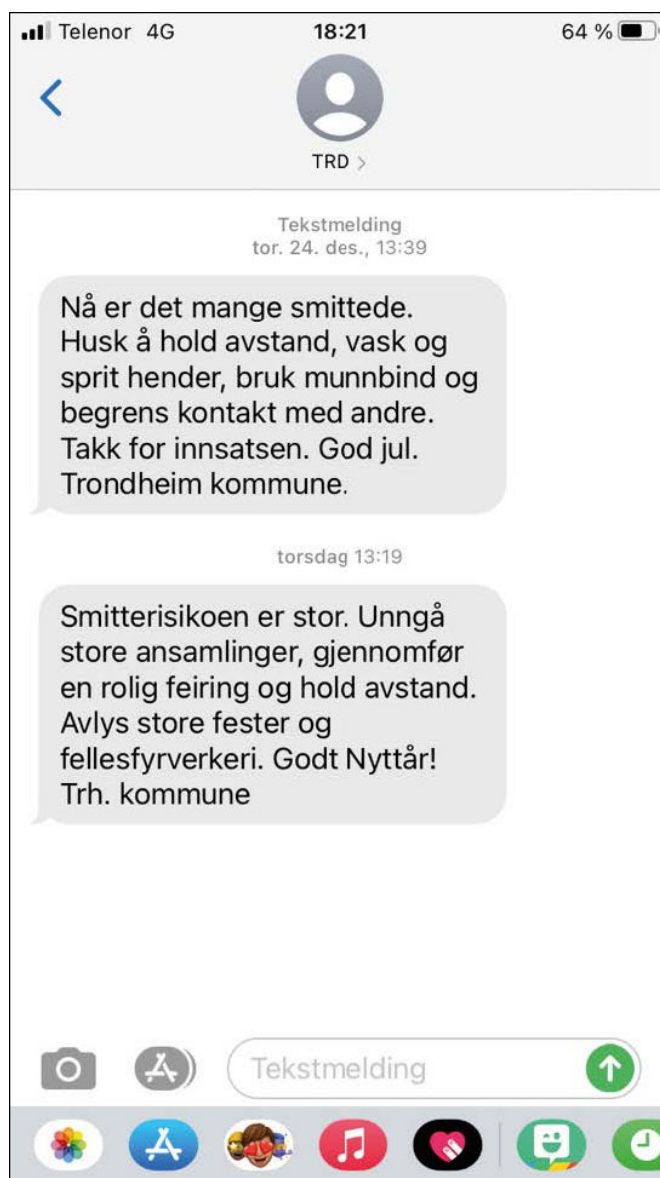 Telenor 4G 18:21 64 %
TRD >
Tekstmelding
tor. 24. des., 13:39
Nå er det mange smittede.
Husk å hold avstand, vask og
sprit hender, bruk munnbind og
begrens kontakt med andre.
Takk for innsatsen. God jul.
Trondheim kommune.
torsdag 13:19
Smitterisikoen er stor. Unngå
store ansamlinger, gjennomfør
en rolig feiring og hold avstand.
Avlys store fester og
fellesfyrverkeri. Godt Nyttår!
Trh. kommune
Tekstmelding